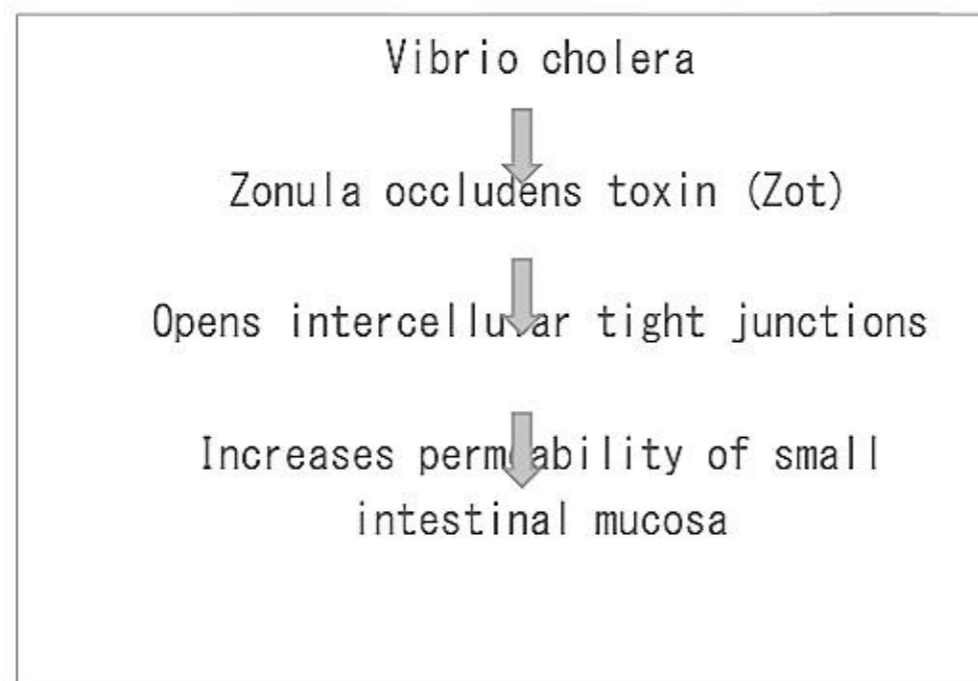 Vibrio cholera
Zonula occludens toxin (Zot)
Opens intercellular tight junctions
Increases permeability of small
intestinal mucosa